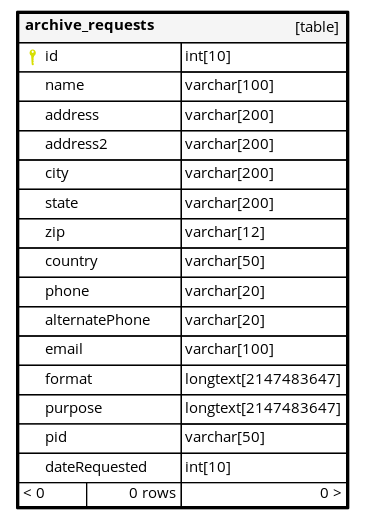 archive_requests [table]
id int[10]
name varchar[100]
address varchar[200]
address2 varchar[200]
city varchar[200]
state varchar[200]
zip varchar[12]
country varchar[50]
phone varchar[20]
alternatePhone varchar[20]
email varchar[100]
format longtext[2147483647]
purpose longtext[2147483647]
pid varchar[50]
dateRequested int[10]
< 0 0 rows 0 >